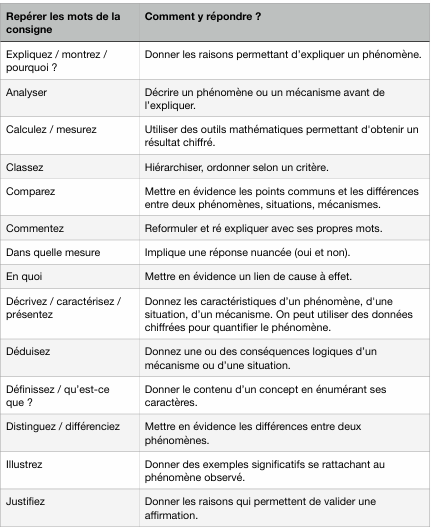 Repérer les mots de la
consigne
Comment y répondre ?
Expliquez / montrez /
pourquoi ?
Donner les raisons permettant d'expliquer un phénomène.
Analyser
Décrire un phénomène ou un mécanisme avant de
l'expliquer.
Calculez / mesurez
Utiliser des outils mathématiques permettant d'obtenir un
résultat chiffré.
Classez
Hiérarchiser, ordonner selon un critère.
Comparez
Mettre en évidence les points communs et les différences
entre deux phénomènes, situations, mécanismes.
Commentez
Reformuler et ré expliquer avec ses propres mots.
Dans quelle mesure
Implique une réponse nuancée (oui et non).
En quoi
Mettre en évidence un lien de cause à effet.
Décrivez / caractérisez /
présentez
Donnez les caractéristiques d'un phénomène, d'une
situation, d'un mécanisme. On peut utiliser des données
chiffrées pour quantifier le phénomène.
Déduisez
Donnez une ou des conséquences logiques d'un
mécanisme ou d'une situation.
Définissez / qu'est-ce
que ?
Donner le contenu d'un concept en énumérant ses
caractères.
Distinguez / différenciez
Mettre en évidence les différences entre deux
phénomènes.
Illustrez
Donner des exemples significatifs se rattachant au
phénomène observé.
Justifiez
Donner les raisons qui permettent de valider une
affirmation.